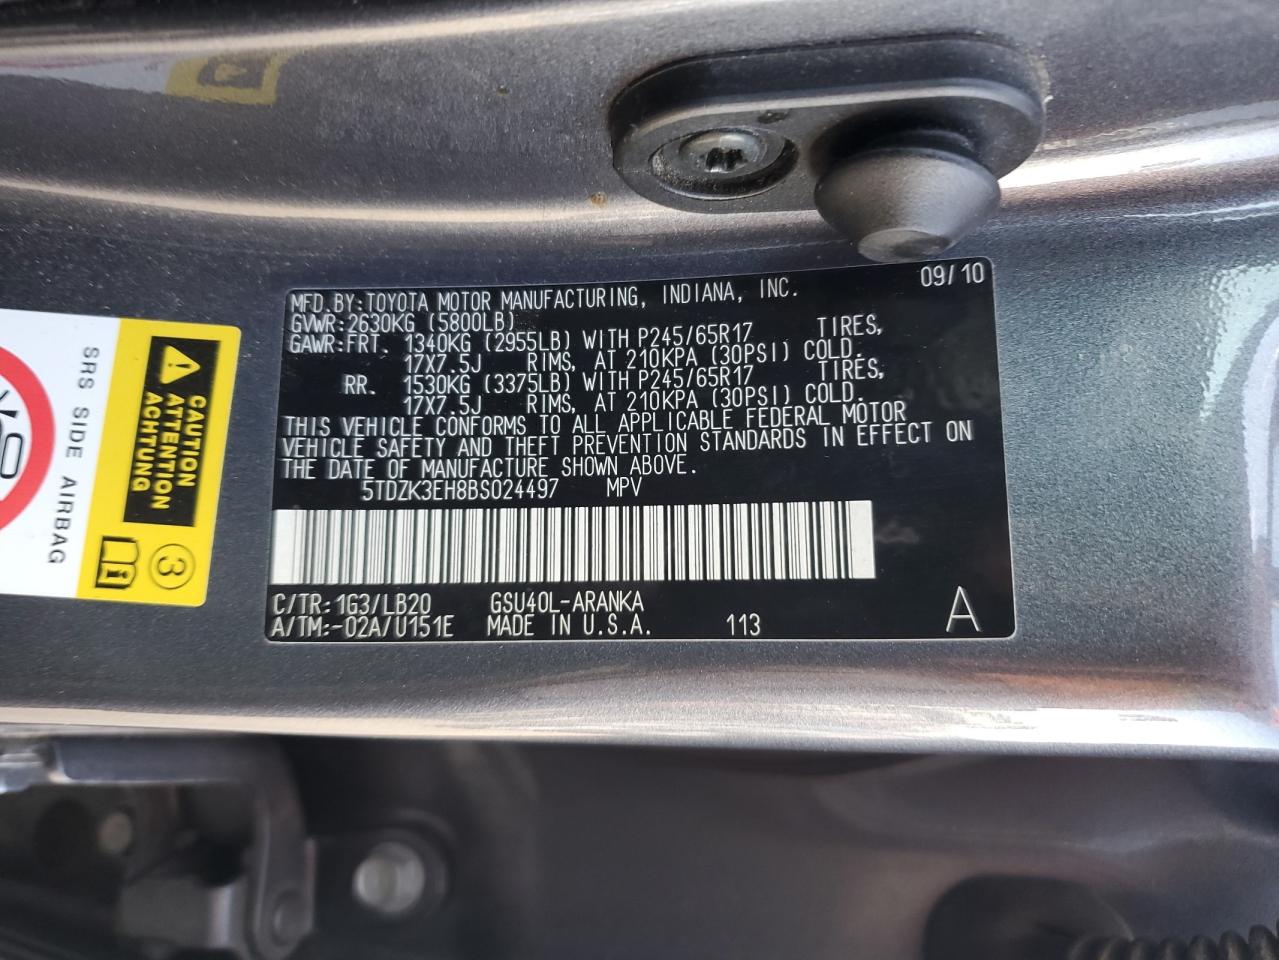 09/10
MFD.BY:TOYOTA MOTOR MANUFACTURING, INDIANA, INC.
GVWR:2630KG (5800LB)
GAWR:FRT. 1340KG (2955LB) WITH P245/65R17 TIRES,
17X7.5J RIMS, AT 210KPA (30PSI) COLD.
RR. 1530KG (3375LB) WITH P245/65R17 TIRES,
17X7.5J RIMS, AT 210KPA (30PSI) COLD.
THIS VEHICLE CONFORMS TO ALL APPLICABLE FEDERAL MOTOR
VEHICLE SAFETY AND THEFT PREVENTION STANDARDS IN EFFECT ON
THE DATE OF MANUFACTURE SHOWN ABOVE.
5TDZK3EH8BS024497 MPV
C/TR:1G3/LB20 GSU40L-ARANKA
A/TM:-02A/U151E MADE IN U.S.A. 113 A
CAUTION
ATTENTION
ACHTUNG
3
SRS SIDE AIRBAG